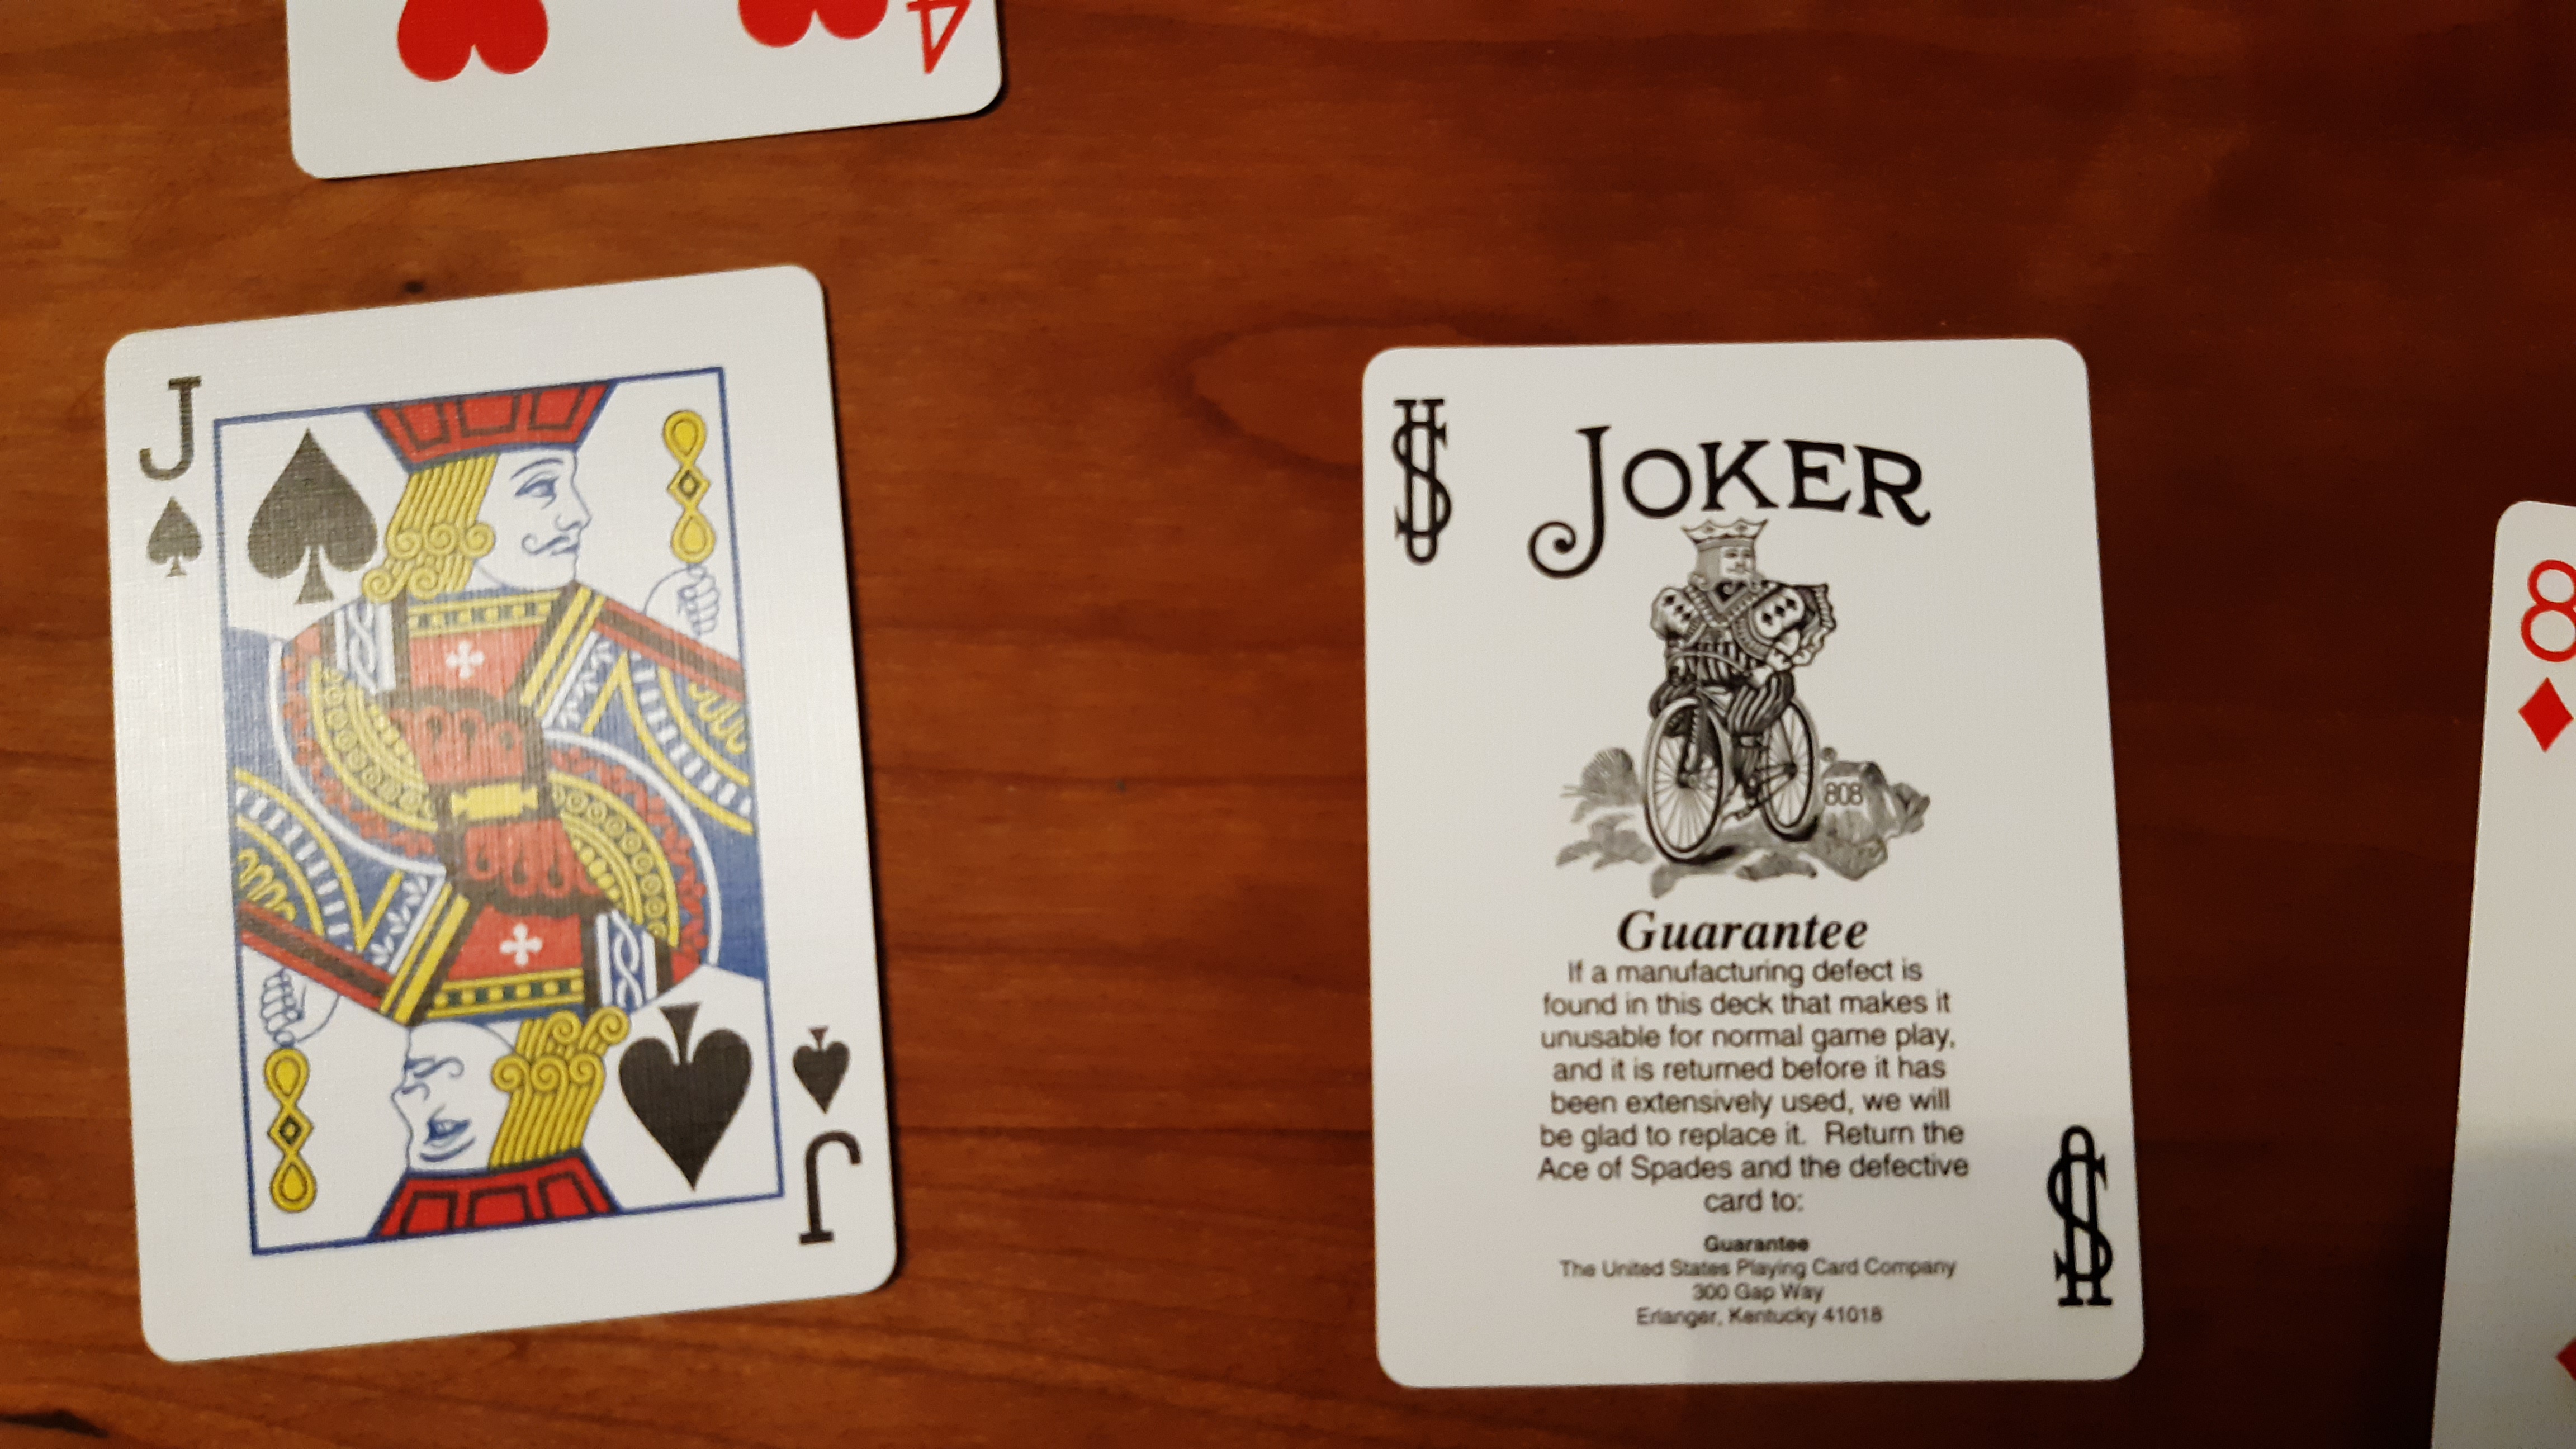 JOKER
808
Guarantee
If a manufacturing defect is
found in this deck that makes it
unusable for normal game play,
and it is returned before it has
been extensively used, we will
be glad to replace it. Return the
Ace of Spades and the defective
card to:
Guarantee
The United States Playing Card Company
300 Gap Way
Erlanger, Kentucky 41018
US
US
J
J
8
4